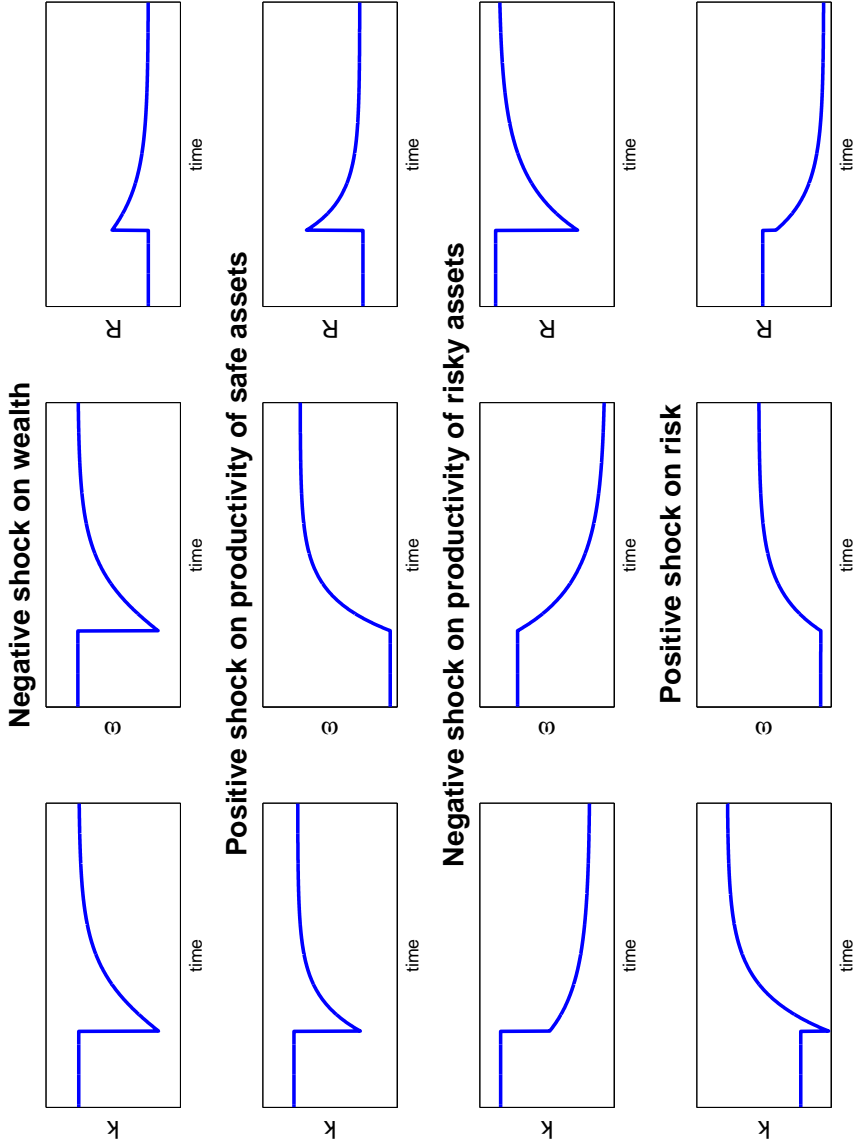 Negative shock on wealth
k
ω
R
time
time
time
Positive shock on productivity of safe assets
k
ω
R
time
time
time
Negative shock on productivity of risky assets
k
ω
R
time
time
time
Positive shock on risk
k
ω
R
time
time
time